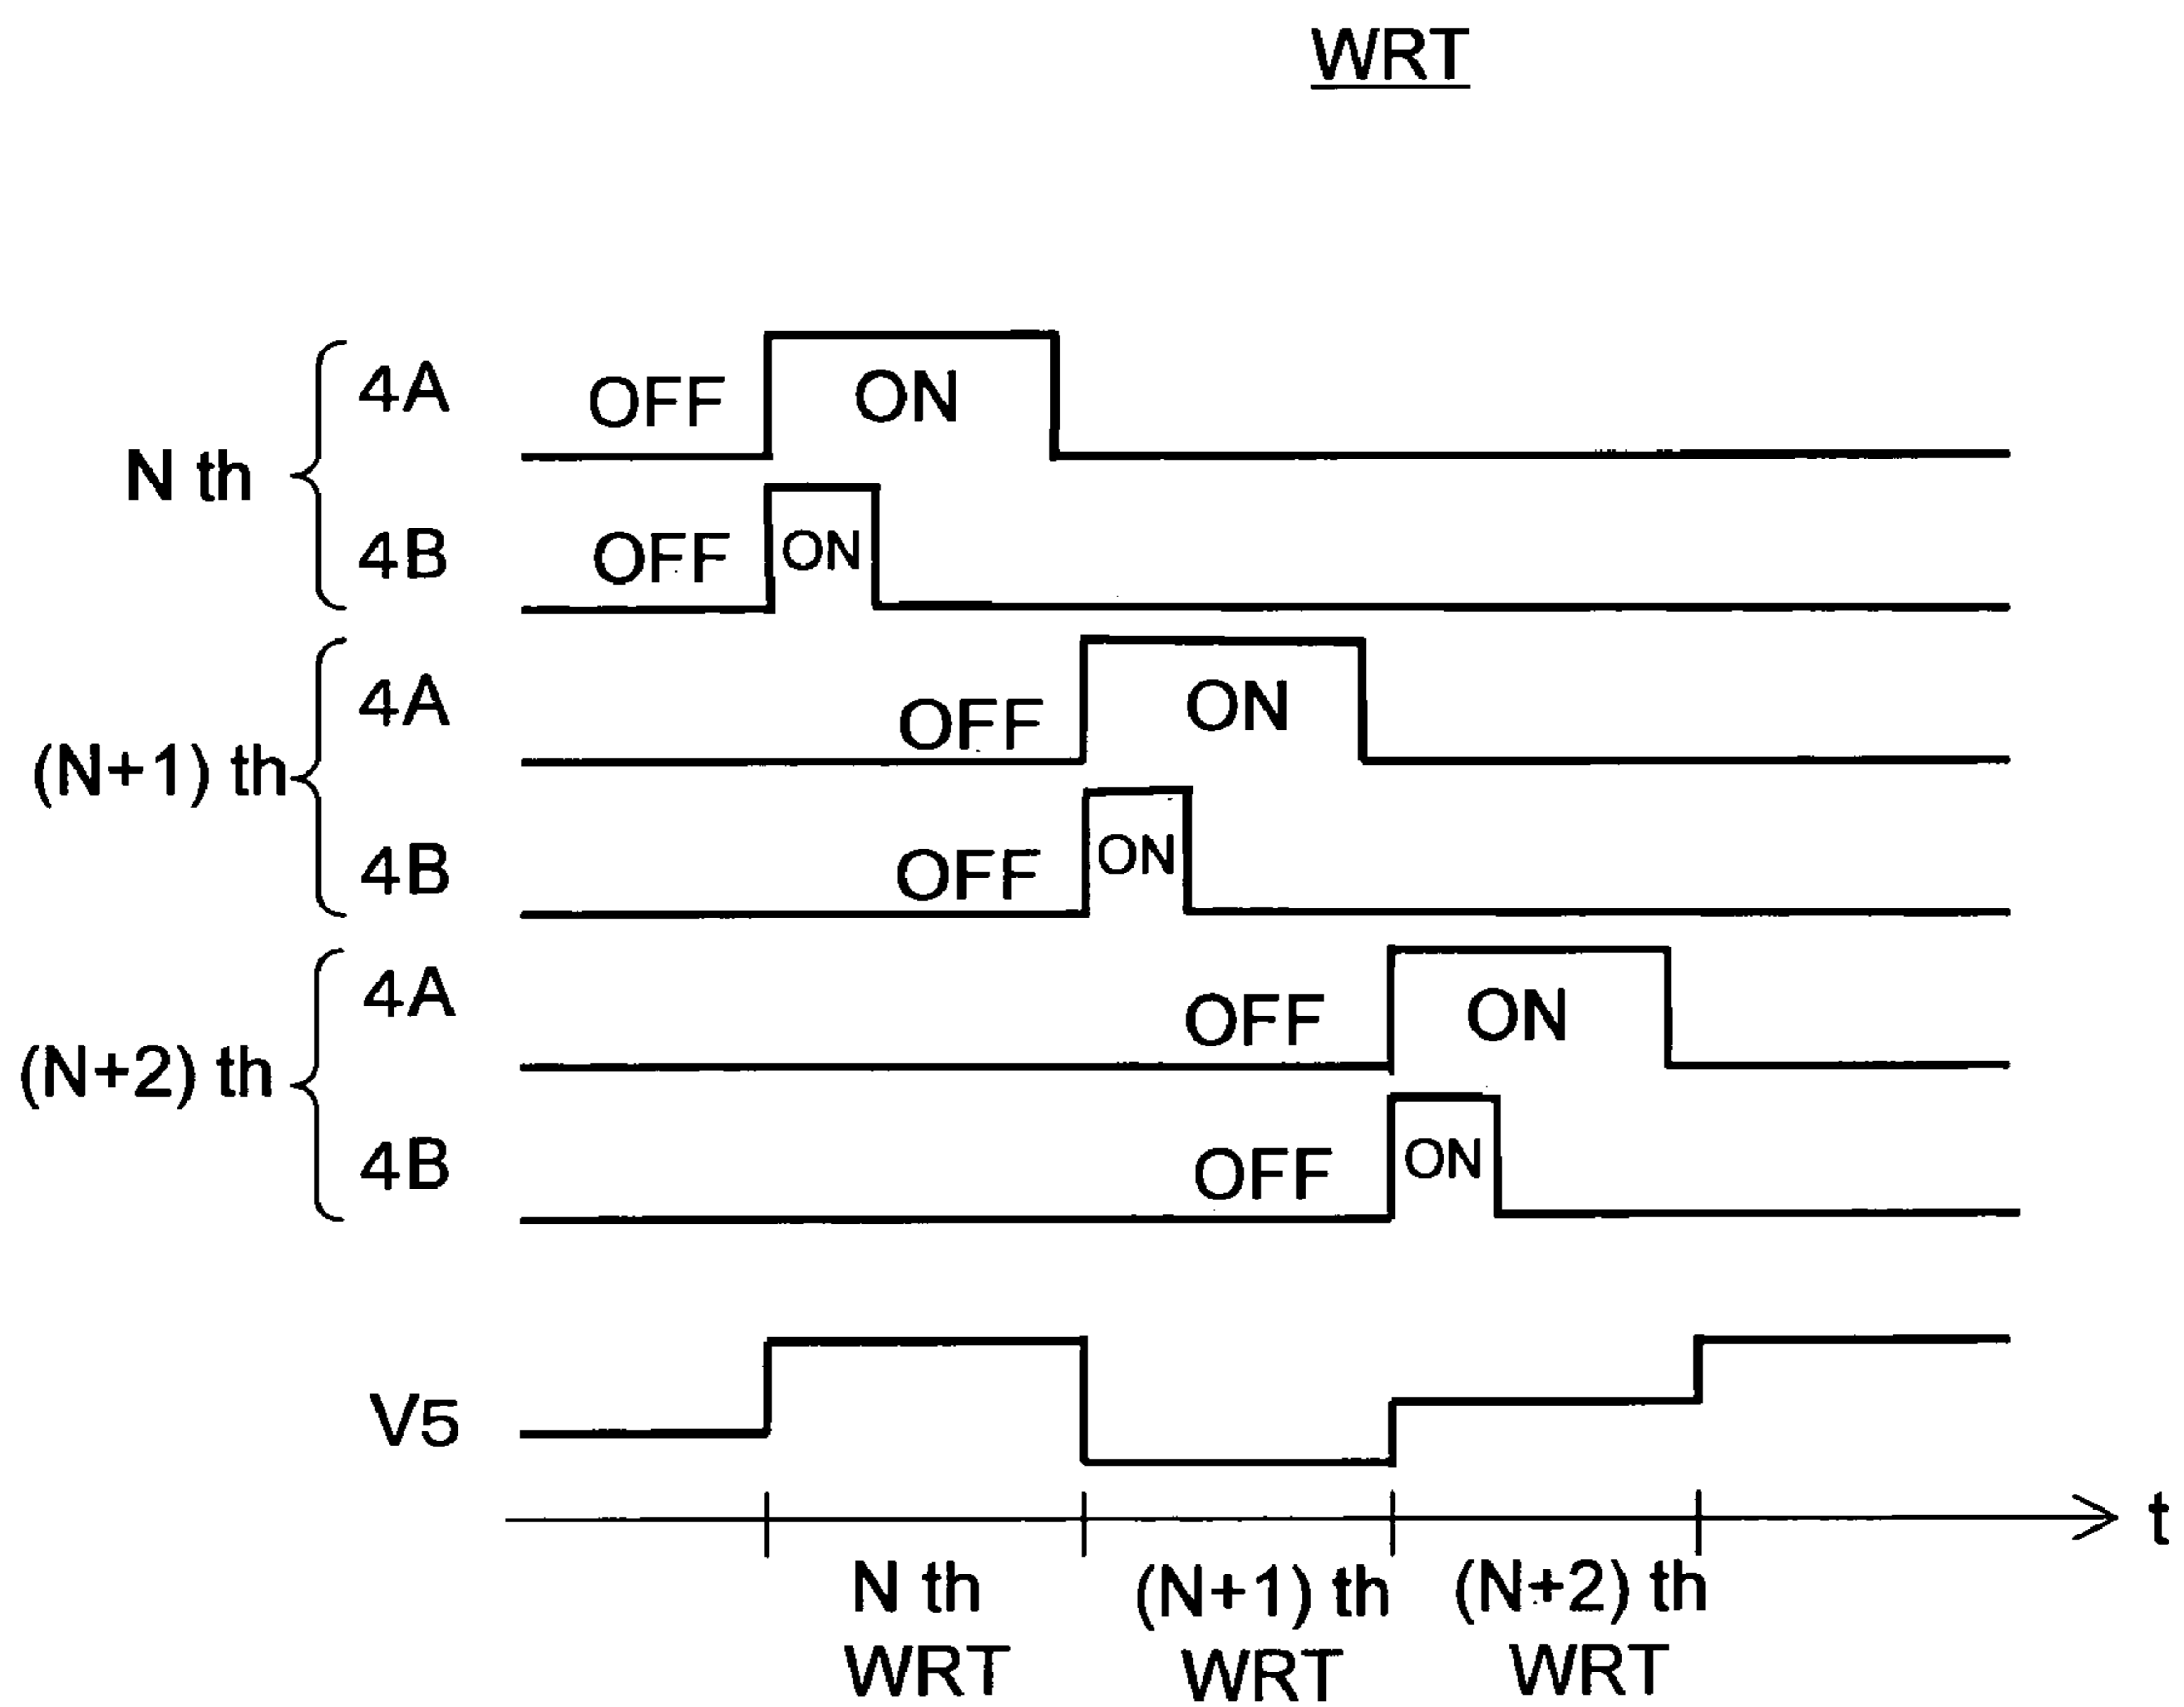 WRT
4A OFF ON
N th
4B OFF ON
4A OFF ON
(N+1) th
4B OFF ON
4A OFF ON
(N+2) th
4B OFF ON
V5
t
N th (N+1) th (N+2) th
WRT WRT WRT